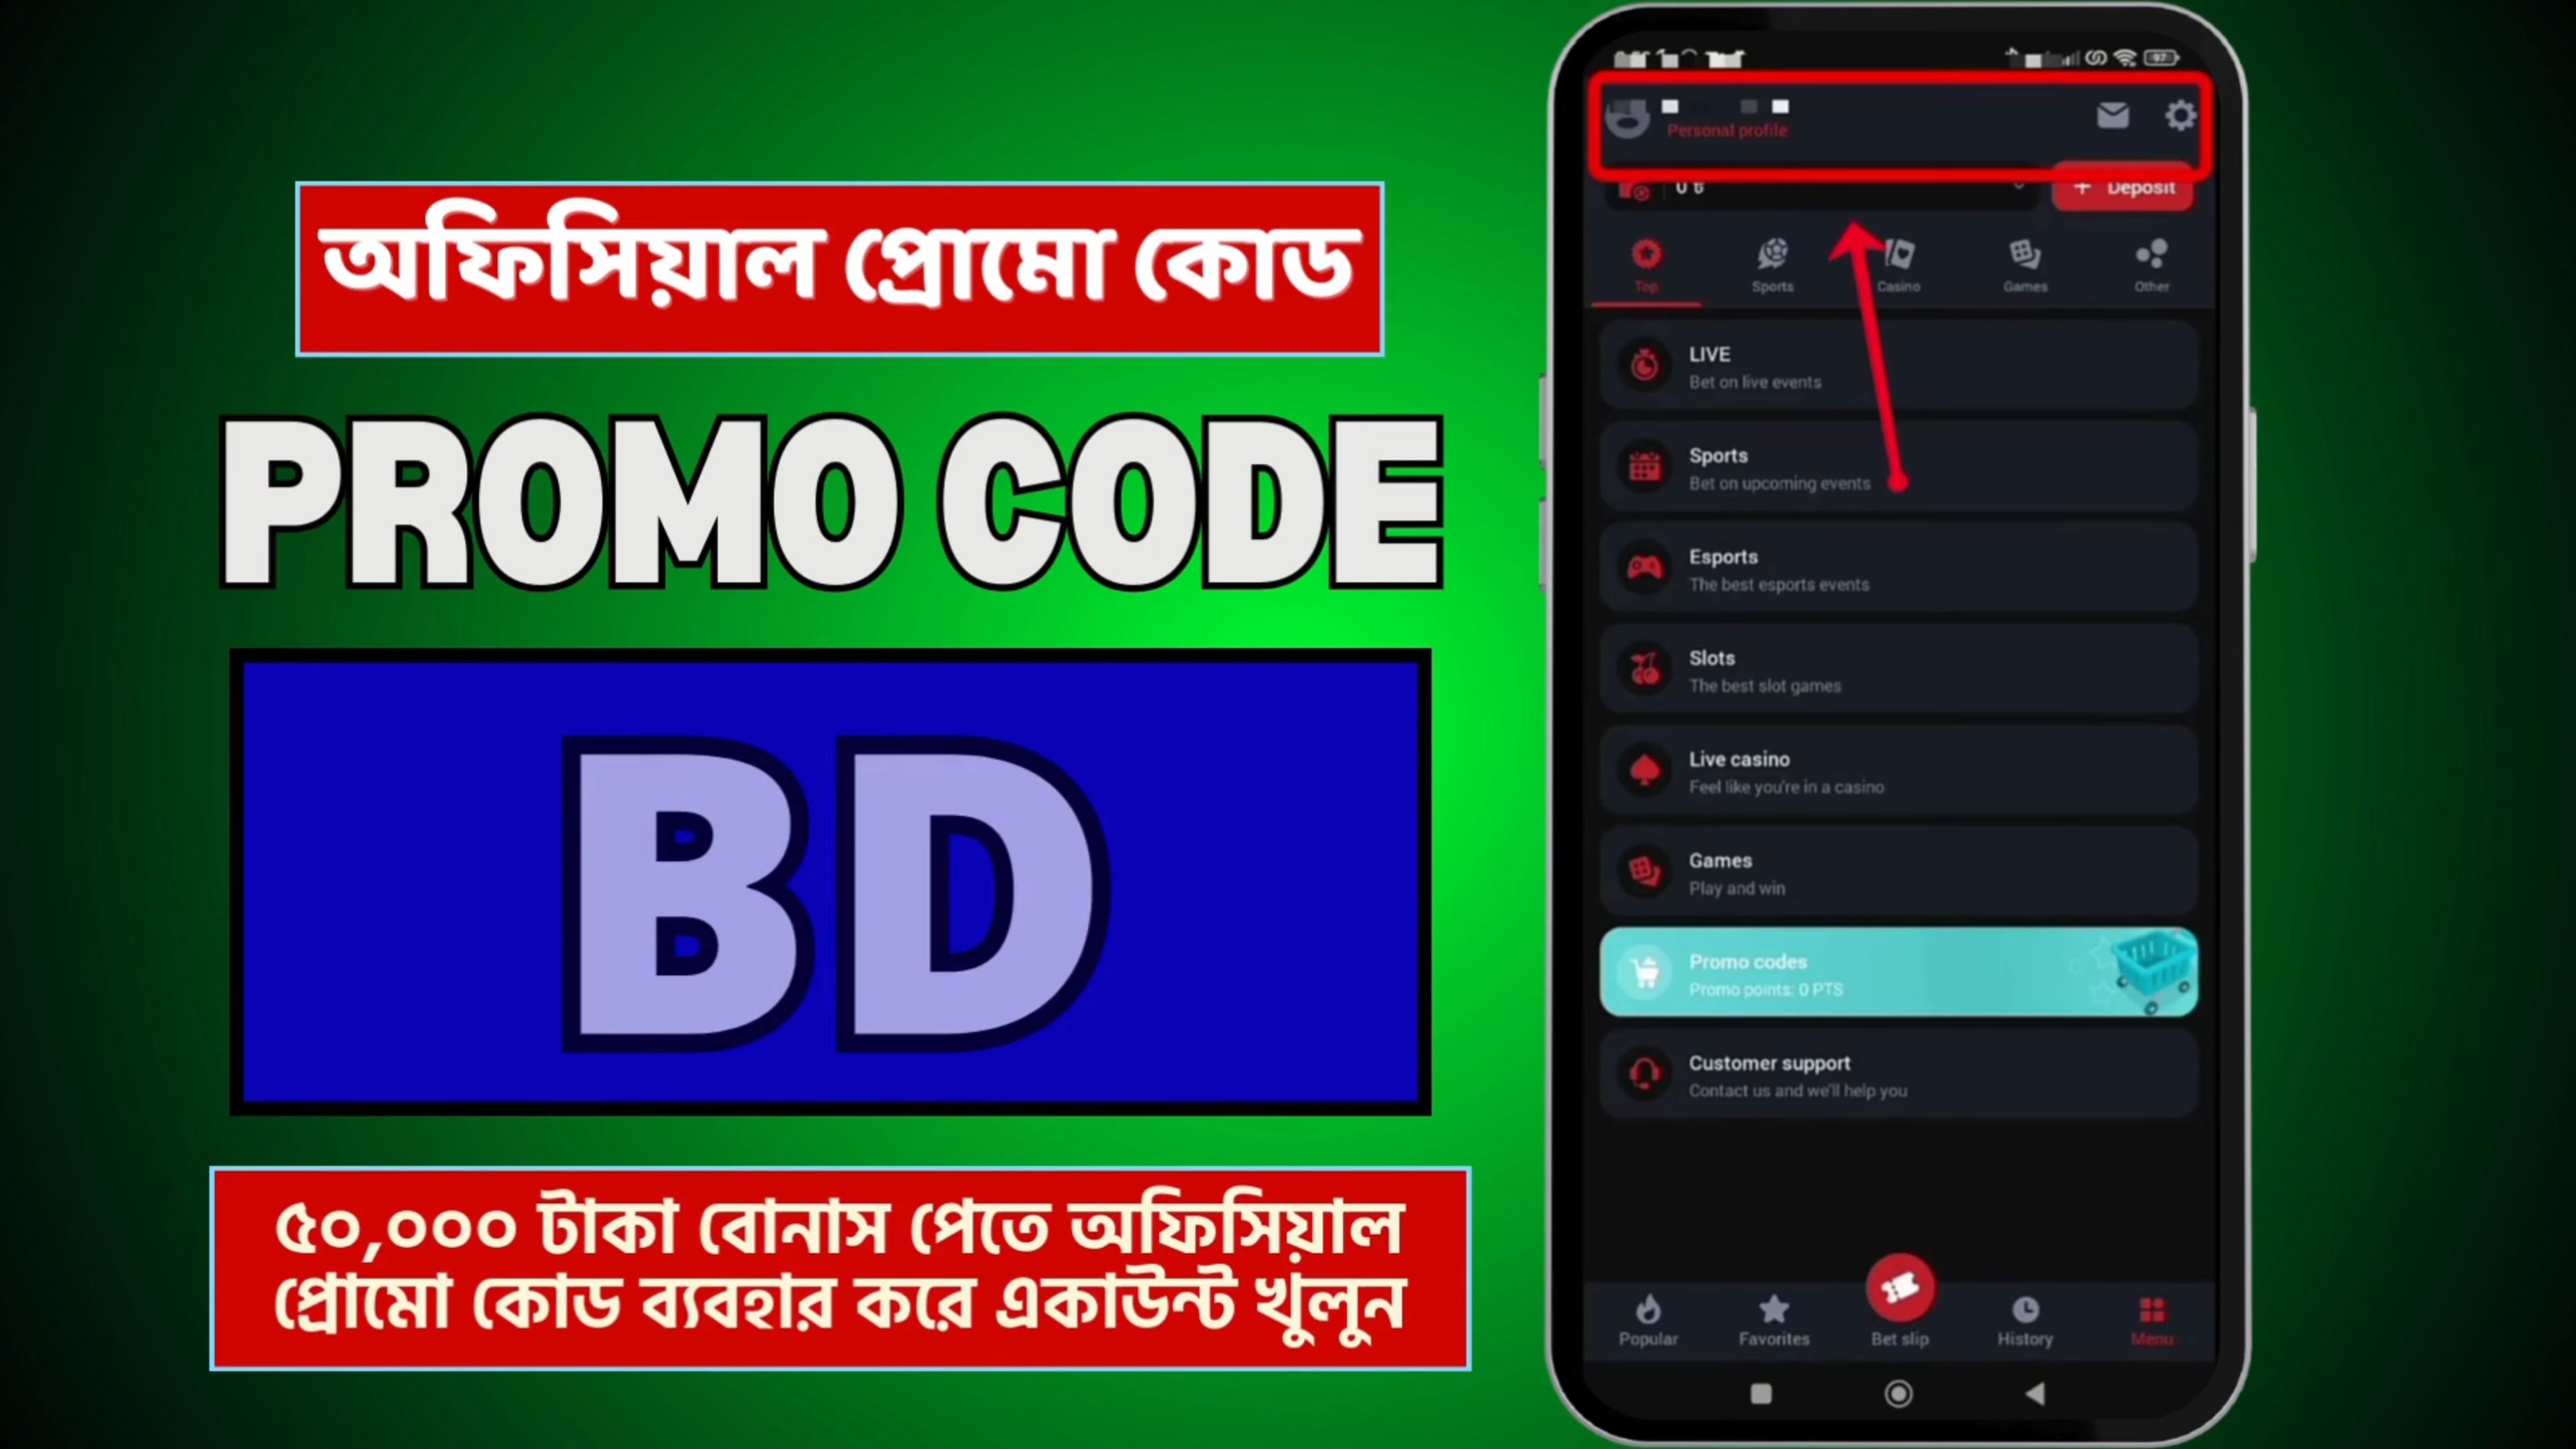 অফিসিয়াল প্রোমো কোড
PROMO CODE
BD
৫০,০০০ টাকা বোনাস পেতে অফিসিয়াল
প্রোমো কোড ব্যবহার করে একাউন্ট খুলুন
97
Personal profile
0 ৳
+ Deposit
Top Sports Casino Games Other
LIVE
Bet on live events
Sports
Bet on upcoming events
Esports
The best esports events
Slots
The best slot games
Live casino
Feel like you're in a casino
Games
Play and win
Promo codes
Promo points: 0 PTS
Customer support
Contact us and we'll help you
Popular Favorites Bet slip History Menu